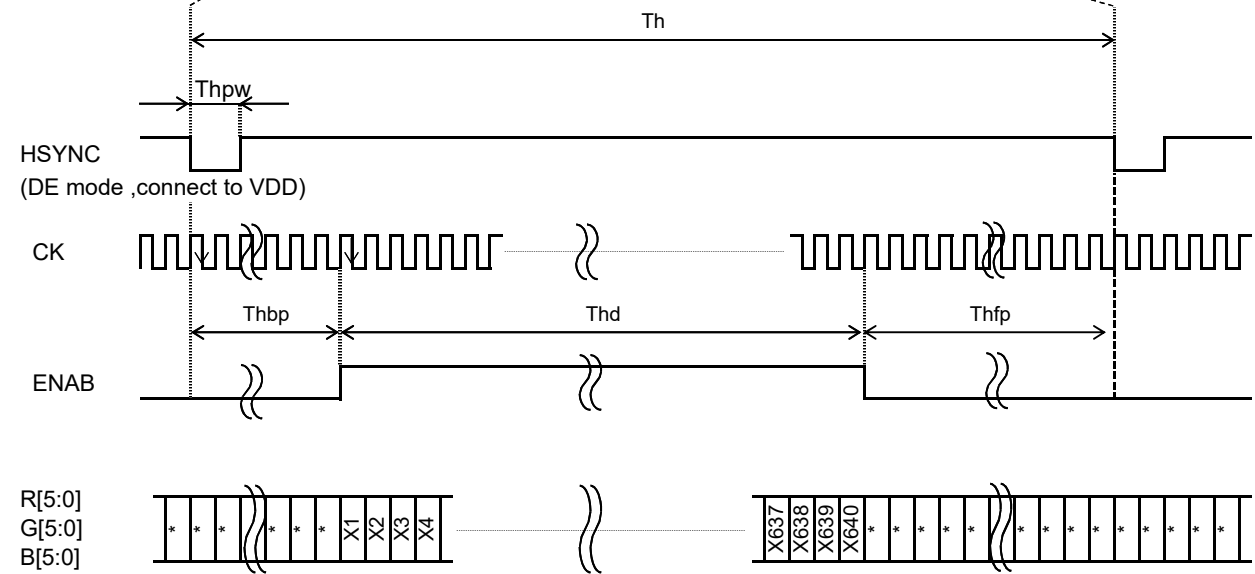 Th
Thpw
HSYNC
(DE mode ,connect to VDD)
CK
Thbp Thd Thfp
ENAB
R[5:0]
G[5:0]
B[5:0]
* * * * * * X1 X2 X3 X4 X637 X638 X639 X640 * * * * * * * * * * * * * *